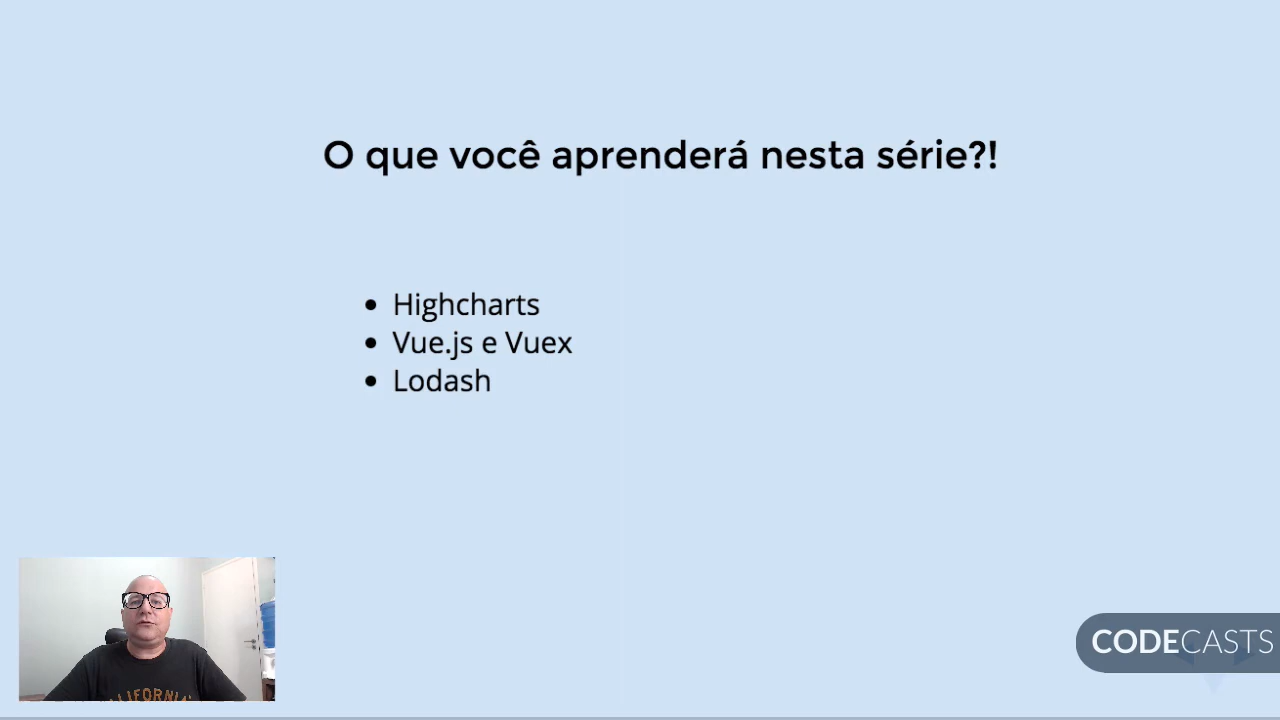 O que você aprenderá nesta série?!
Highcharts
Vue.js e Vuex
Lodash
CODECASTS